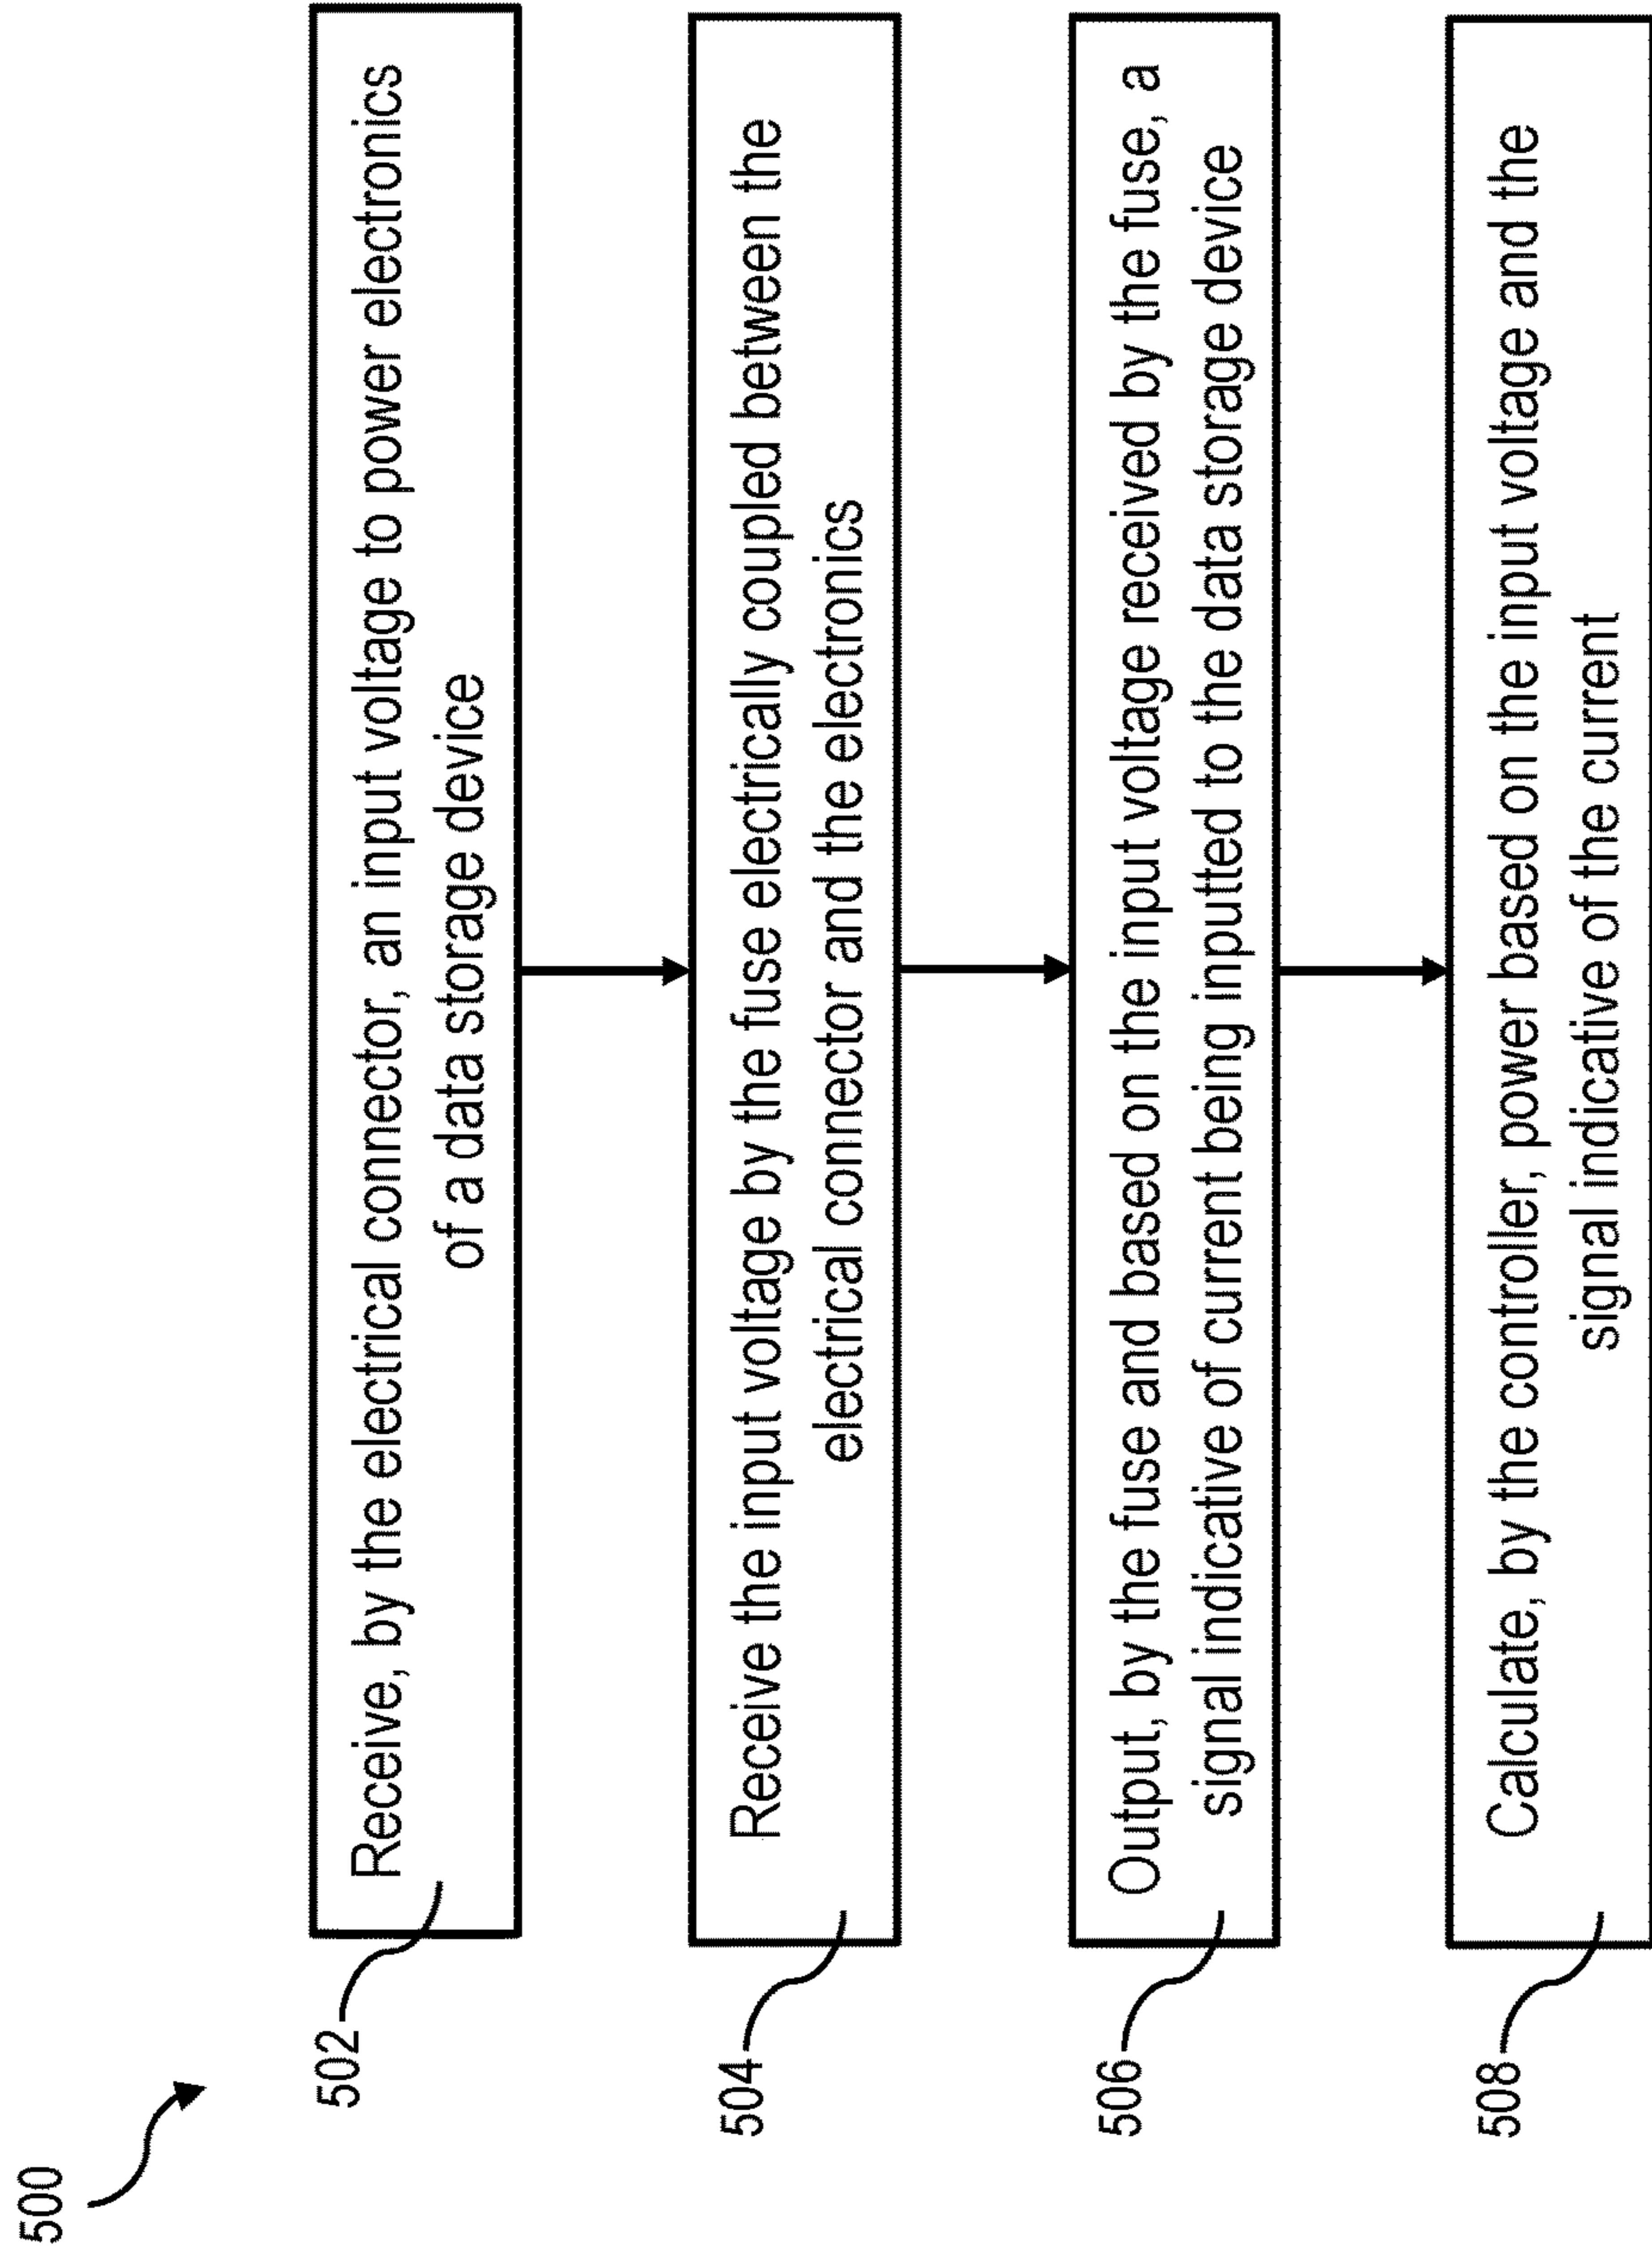 500
502
Receive, by the electrical connector, an input voltage to power electronics
of a data storage device
504
Receive the input voltage by the fuse electrically coupled between the
electrical connector and the electronics
506
Output, by the fuse and based on the input voltage received by the fuse, a
signal indicative of current being inputted to the data storage device
508
Calculate, by the controller, power based on the input voltage and the
signal indicative of the current